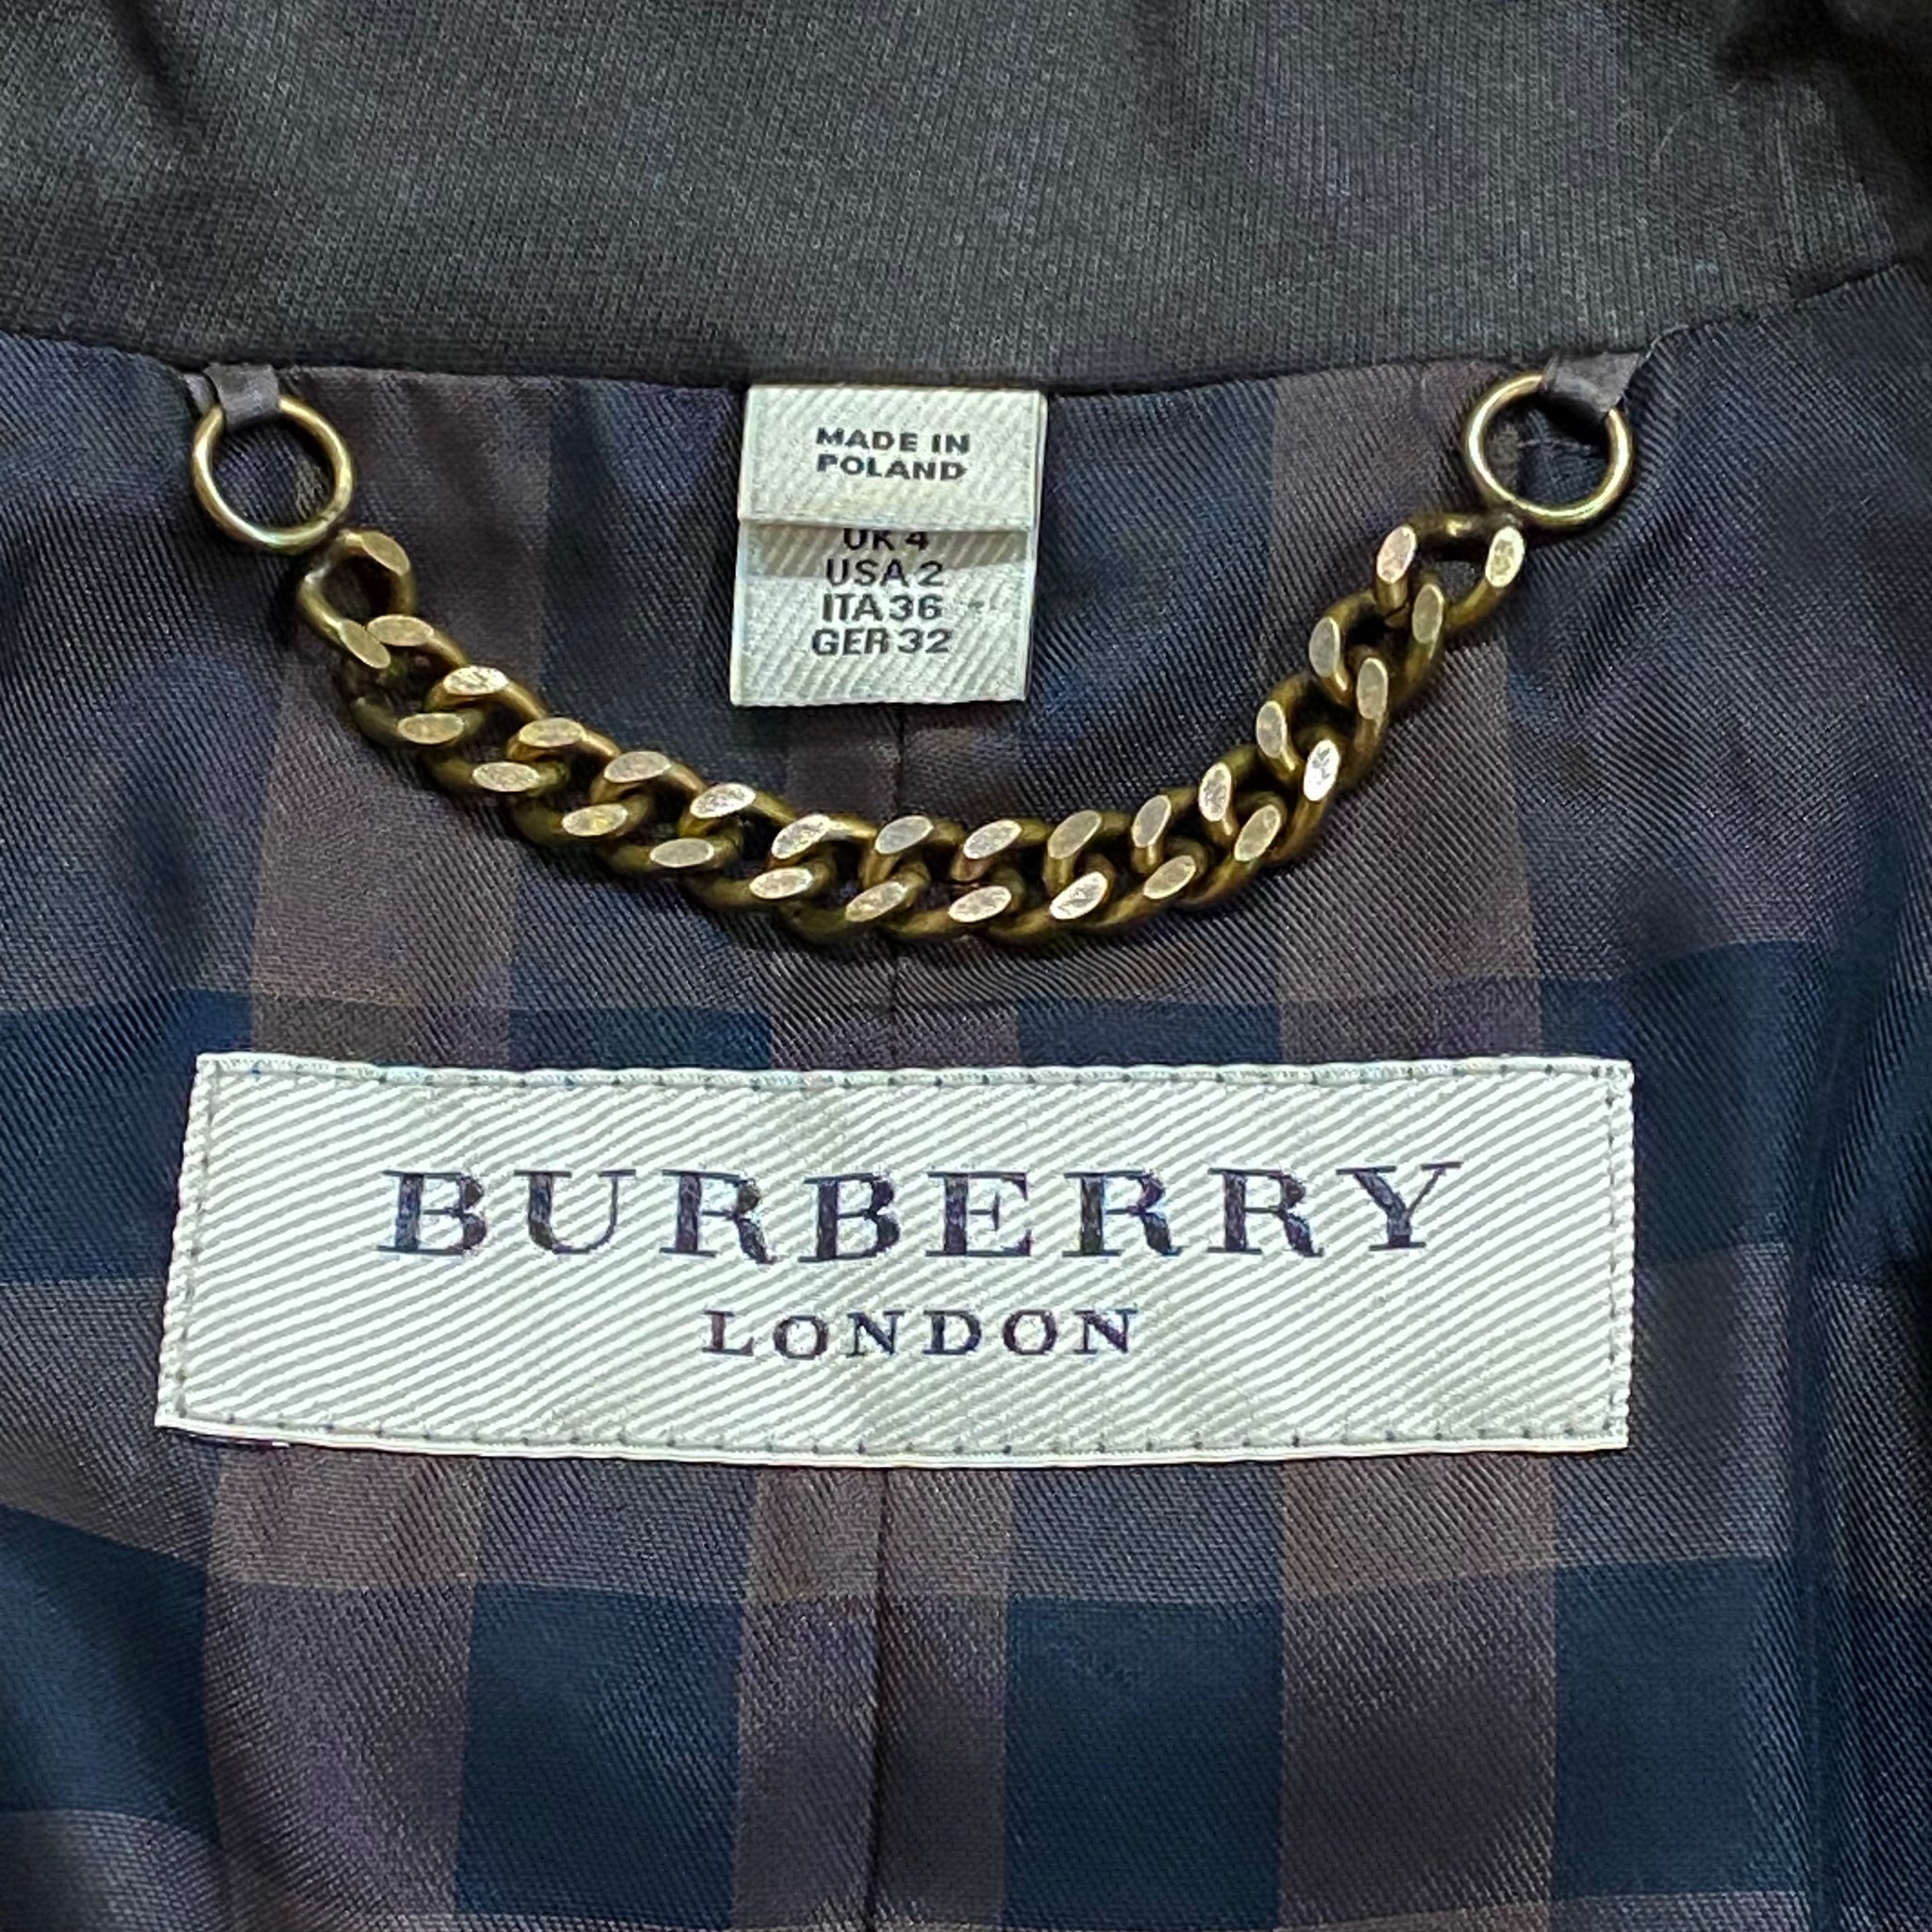 MADE IN
POLAND
UK 4
USA 2
ITA 36
GER 32
BURBERRY
LONDON